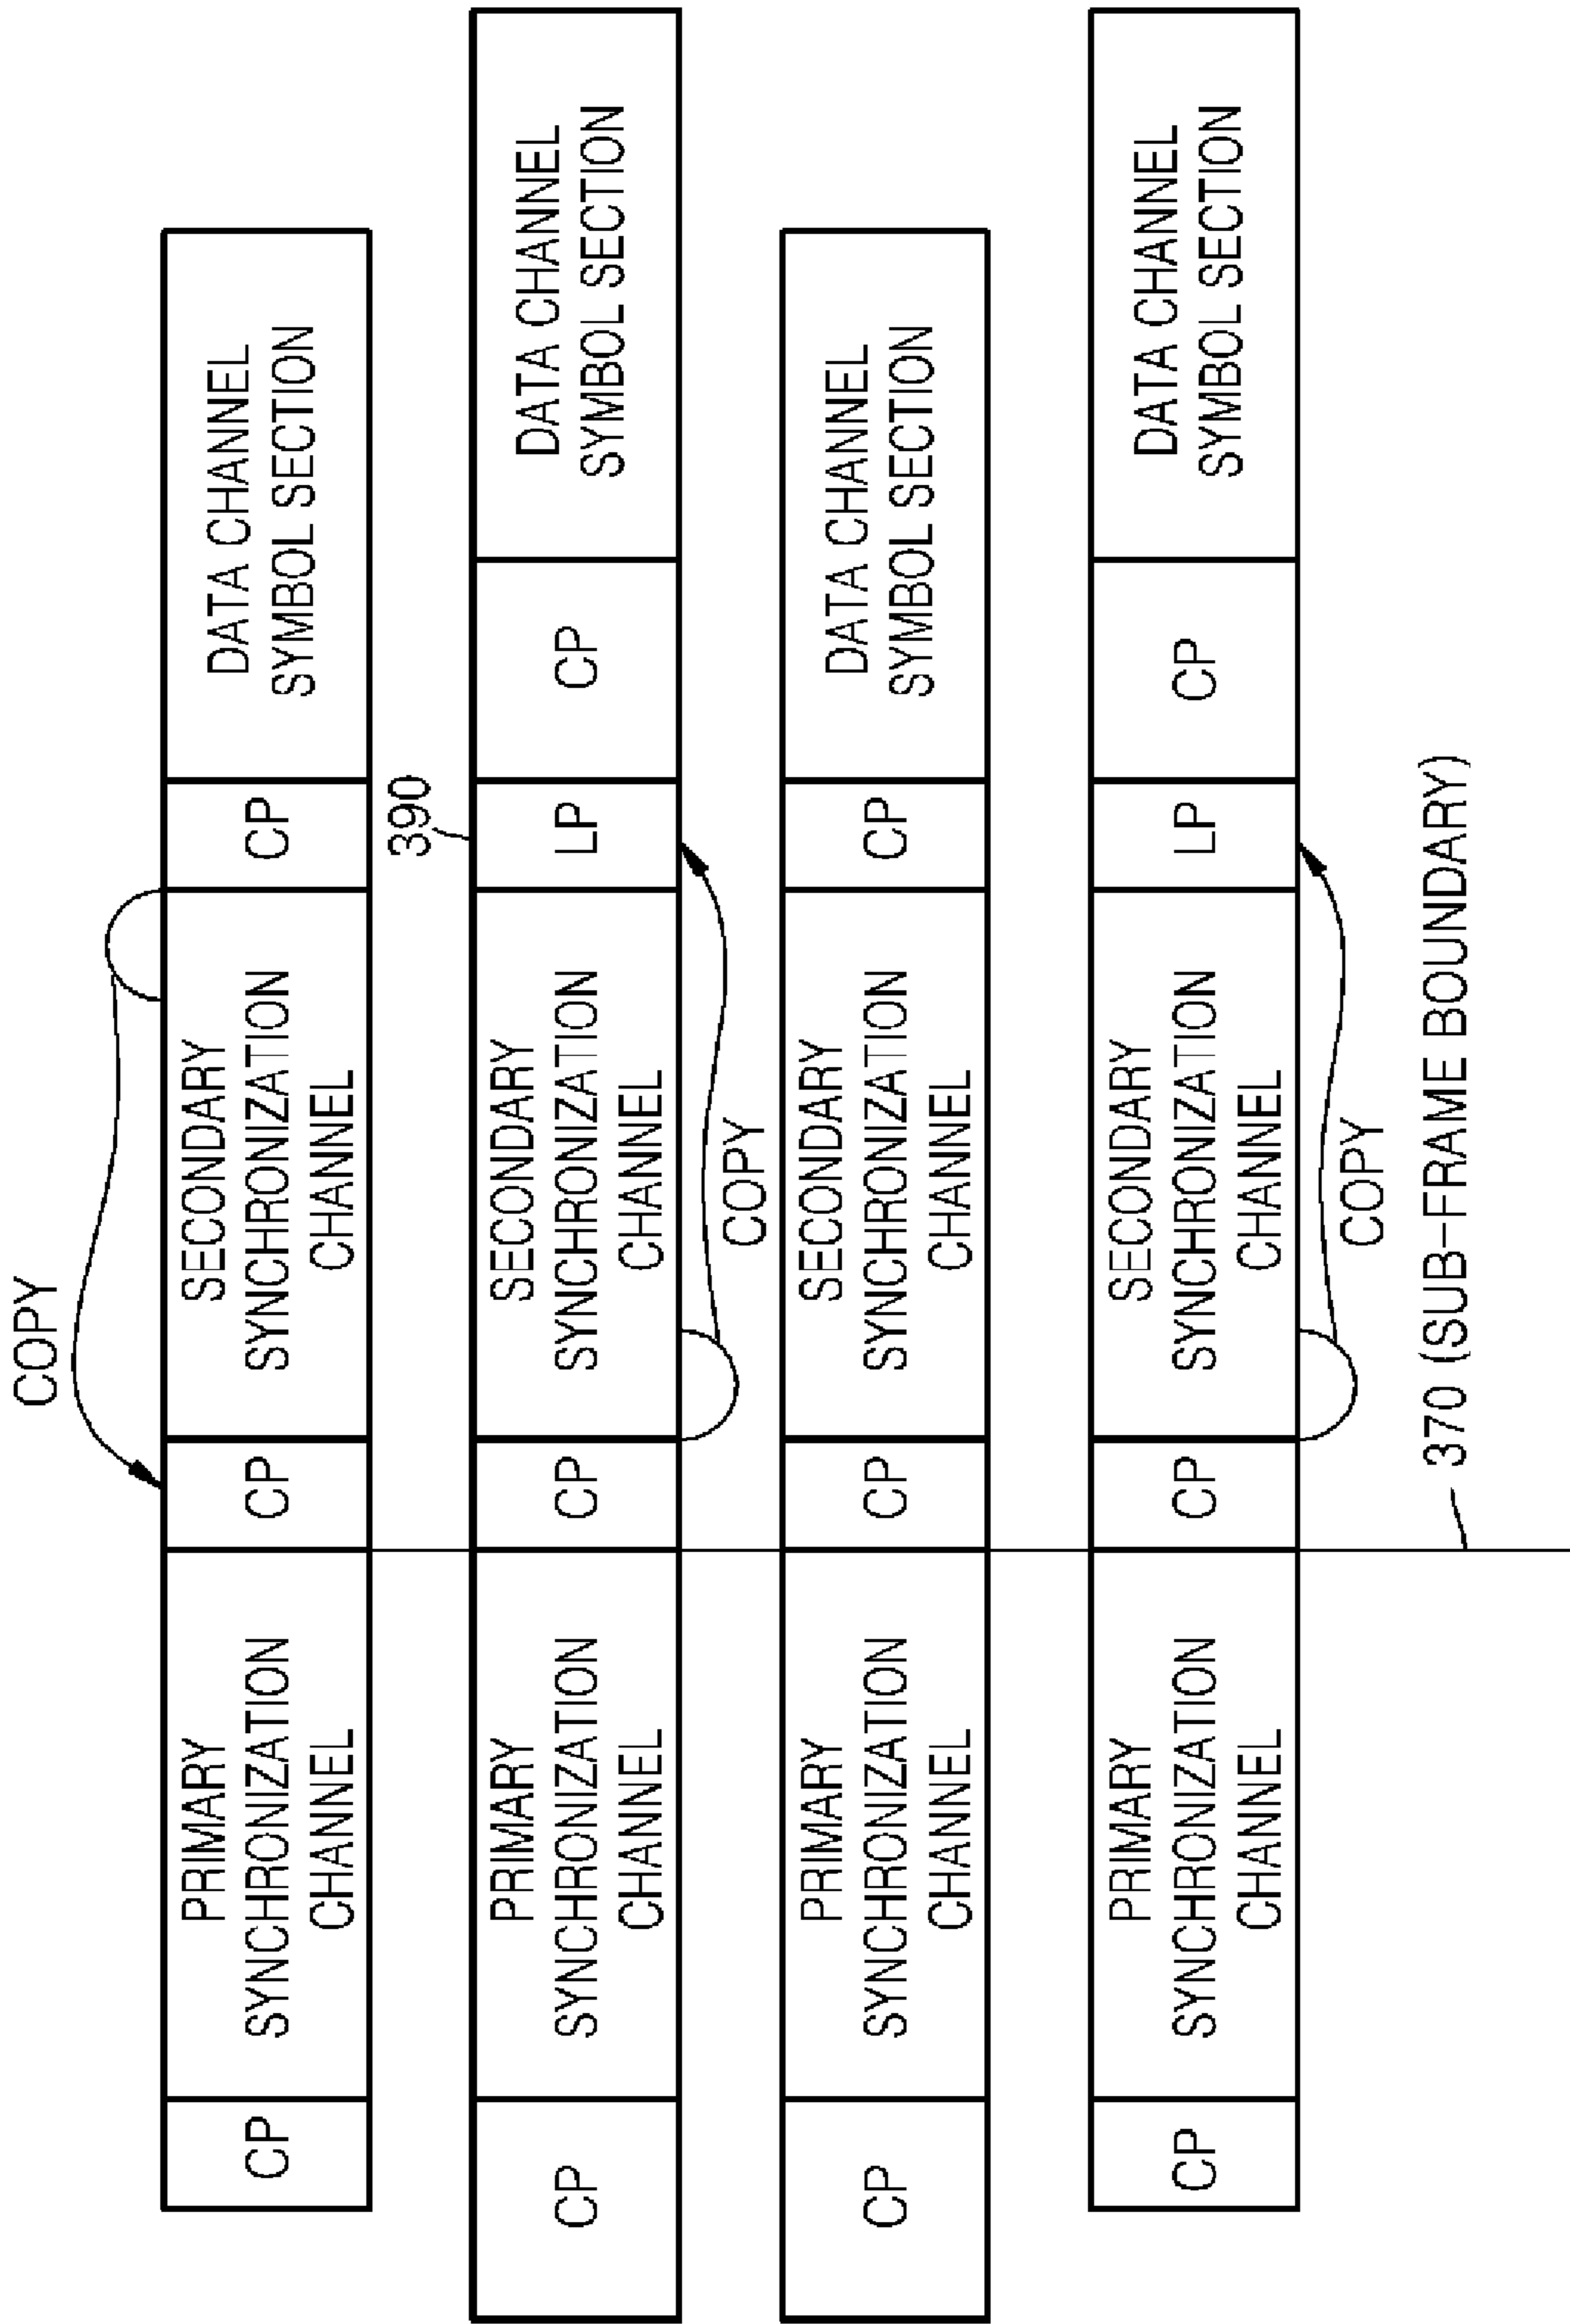 COPY
CP
PRIMARY
SYNCHRONIZATION
CHANNEL
CP
SECONDARY
SYNCHRONIZATION
CHANNEL
CP
DATA CHANNEL
SYMBOL SECTION
390
CP
PRIMARY
SYNCHRONIZATION
CHANNEL
CP
SECONDARY
SYNCHRONIZATION
CHANNEL
LP
CP
DATA CHANNEL
SYMBOL SECTION
COPY
CP
PRIMARY
SYNCHRONIZATION
CHANNEL
CP
SECONDARY
SYNCHRONIZATION
CHANNEL
CP
DATA CHANNEL
SYMBOL SECTION
CP
PRIMARY
SYNCHRONIZATION
CHANNEL
CP
SECONDARY
SYNCHRONIZATION
CHANNEL
LP
CP
DATA CHANNEL
SYMBOL SECTION
COPY
370 (SUB-FRAME BOUNDARY)